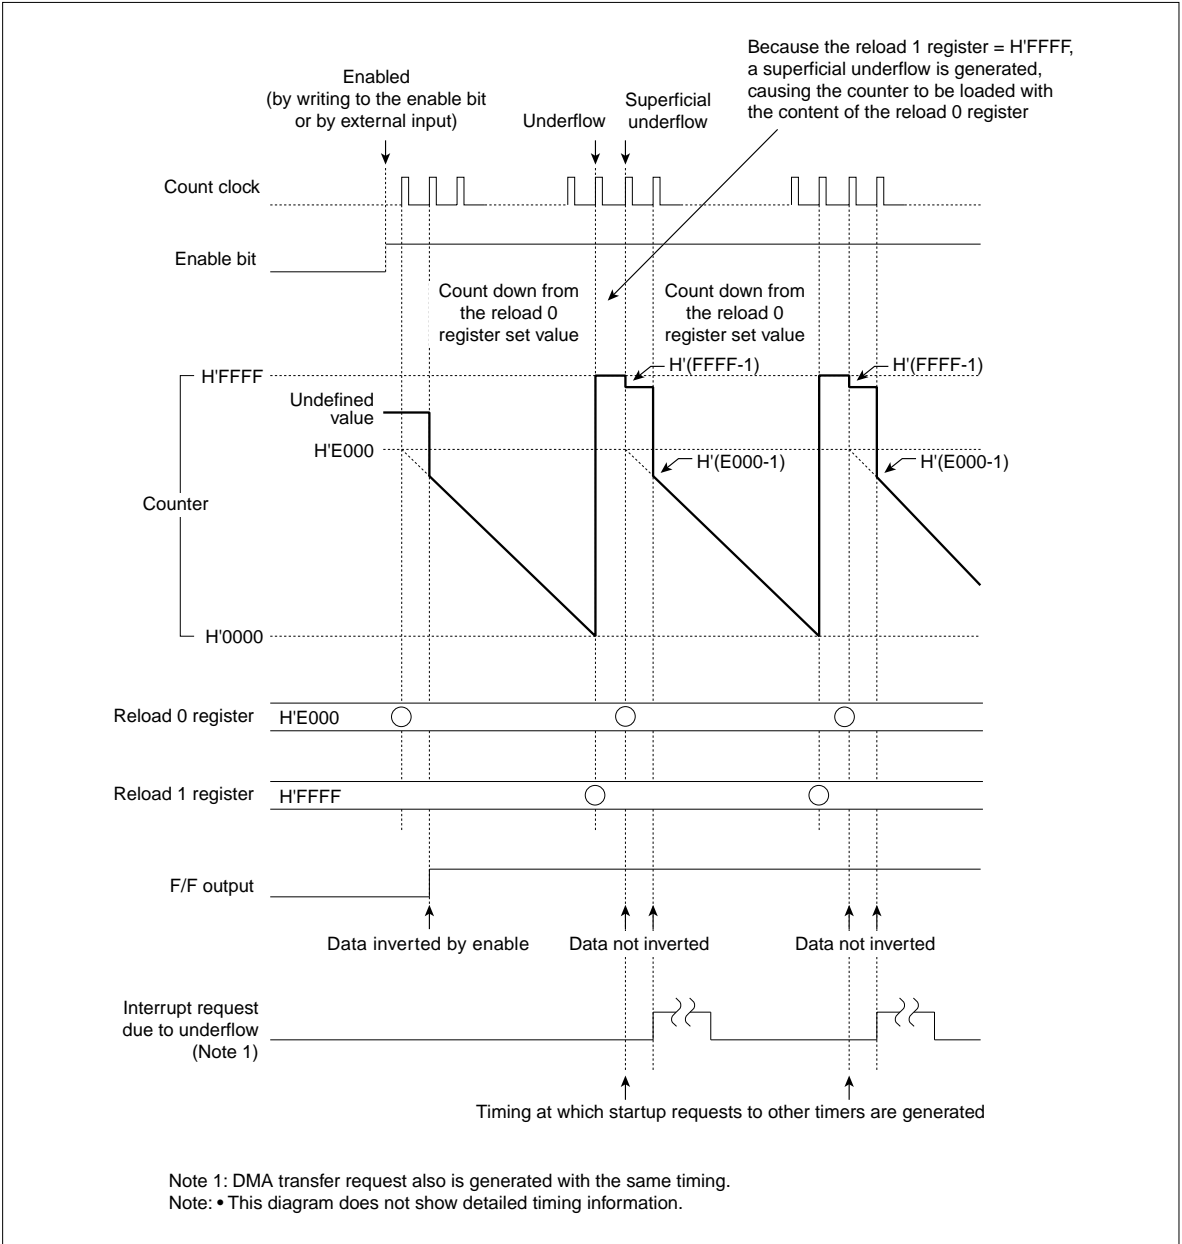 Because the reload 1 register = H'FFFF,
a superficial underflow is generated,
causing the counter to be loaded with
the content of the reload 0 register
Enabled
(by writing to the enable bit
or by external input)
Underflow
Superficial
underflow
Count clock
Enable bit
Count down from
the reload 0
register set value
Count down from
the reload 0
register set value
H'FFFF
H'(FFFF-1)
H'(FFFF-1)
Undefined
value
H'E000
H'(E000-1)
H'(E000-1)
Counter
H'0000
Reload 0 register
H'E000
Reload 1 register
H'FFFF
F/F output
Data inverted by enable
Data not inverted
Data not inverted
Interrupt request
due to underflow
(Note 1)
Timing at which startup requests to other timers are generated
Note 1: DMA transfer request also is generated with the same timing.
Note: • This diagram does not show detailed timing information.